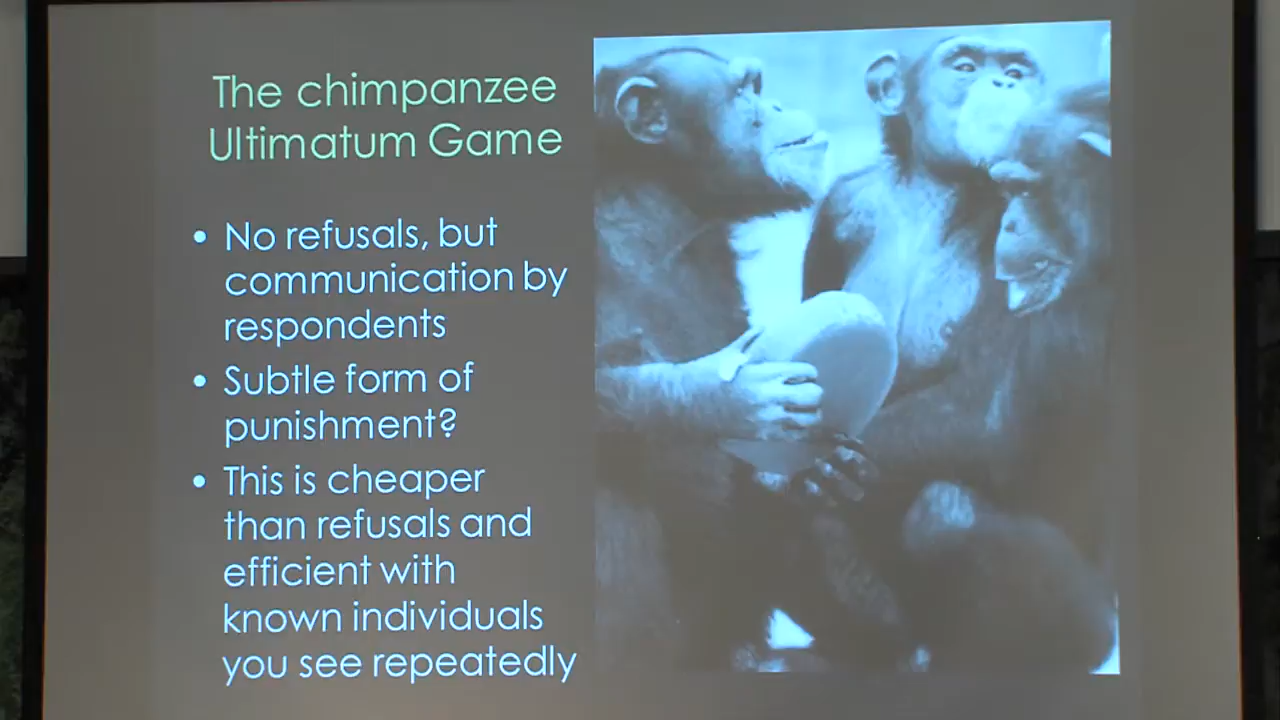 The chimpanzee
Ultimatum Game
• No refusals, but
communication by
respondents
• Subtle form of
punishment?
• This is cheaper
than refusals and
efficient with
known individuals
you see repeatedly